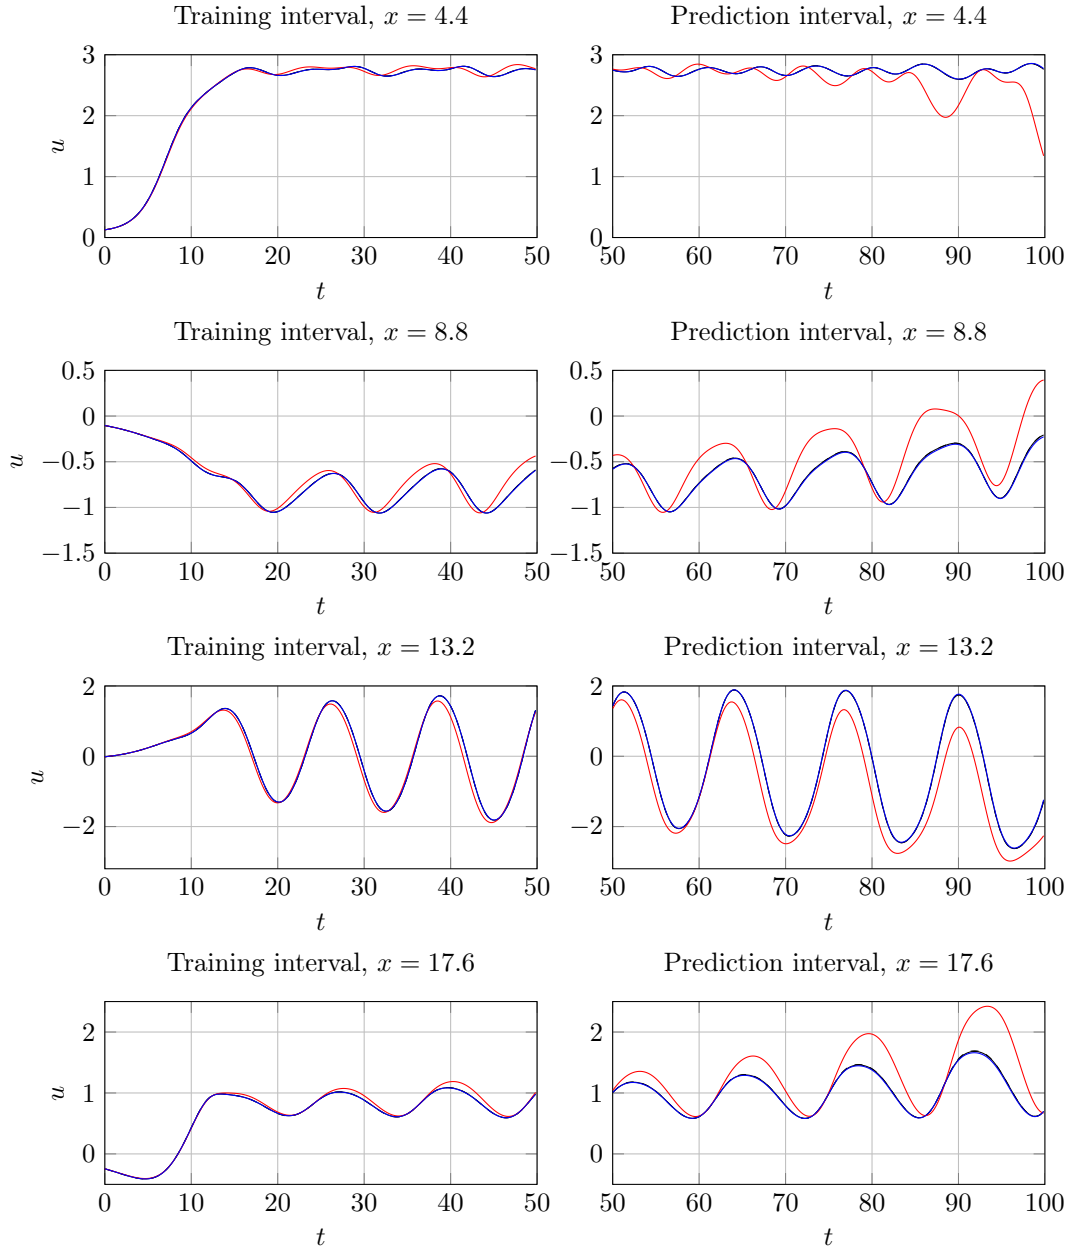 Training interval, x = 4.4
Prediction interval, x = 4.4
3
2
1
0
u
0 10 20 30 40 50
t
3
2
1
0
50 60 70 80 90 100
t
Training interval, x = 8.8
Prediction interval, x = 8.8
0.5
0
−0.5
−1
−1.5
u
0 10 20 30 40 50
t
0.5
0
−0.5
−1
−1.5
50 60 70 80 90 100
t
Training interval, x = 13.2
Prediction interval, x = 13.2
2
0
−2
u
0 10 20 30 40 50
t
2
0
−2
50 60 70 80 90 100
t
Training interval, x = 17.6
Prediction interval, x = 17.6
2
1
0
u
0 10 20 30 40 50
t
2
1
0
50 60 70 80 90 100
t